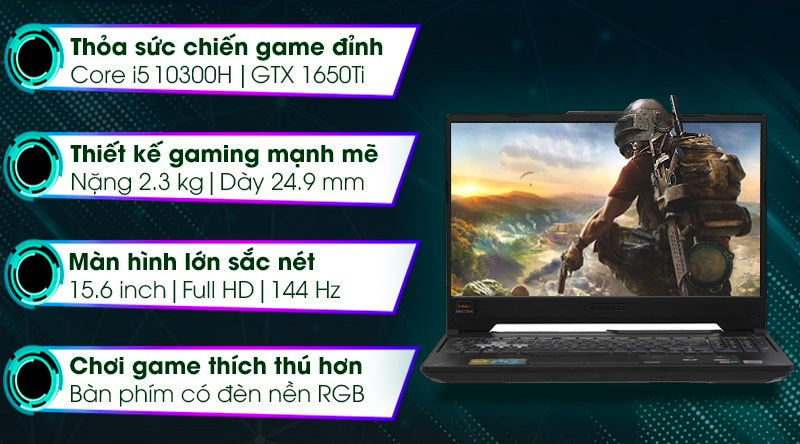 Thỏa sức chiến game đỉnh
Core i5 10300H | GTX 1650Ti
Thiết kế gaming mạnh mẽ
Nặng 2.3 kg | Dày 24.9 mm
Màn hình lớn sắc nét
15.6 inch | Full HD | 144 Hz
Chơi game thích thú hơn
Bàn phím có đèn nền RGB